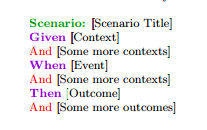 Scenario: [Scenario Title]
Given [Context]
And [Some more contexts]
When [Event]
And [Some more contexts]
Then [Outcome]
And [Some more outcomes]